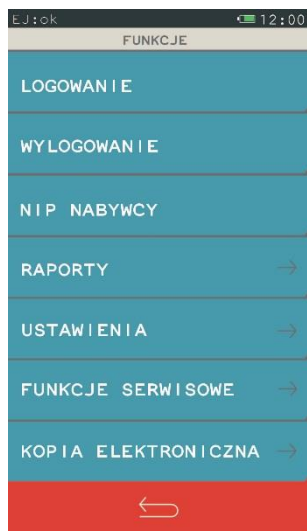 EJ:ok 12:00
FUNKCJE
LOGOWANIE
WYLOGOWANIE
NIP NABYWCY
RAPORTY
USTAWIENIA
FUNKCJE SERWISOWE
KOPIA ELEKTRONICZNA